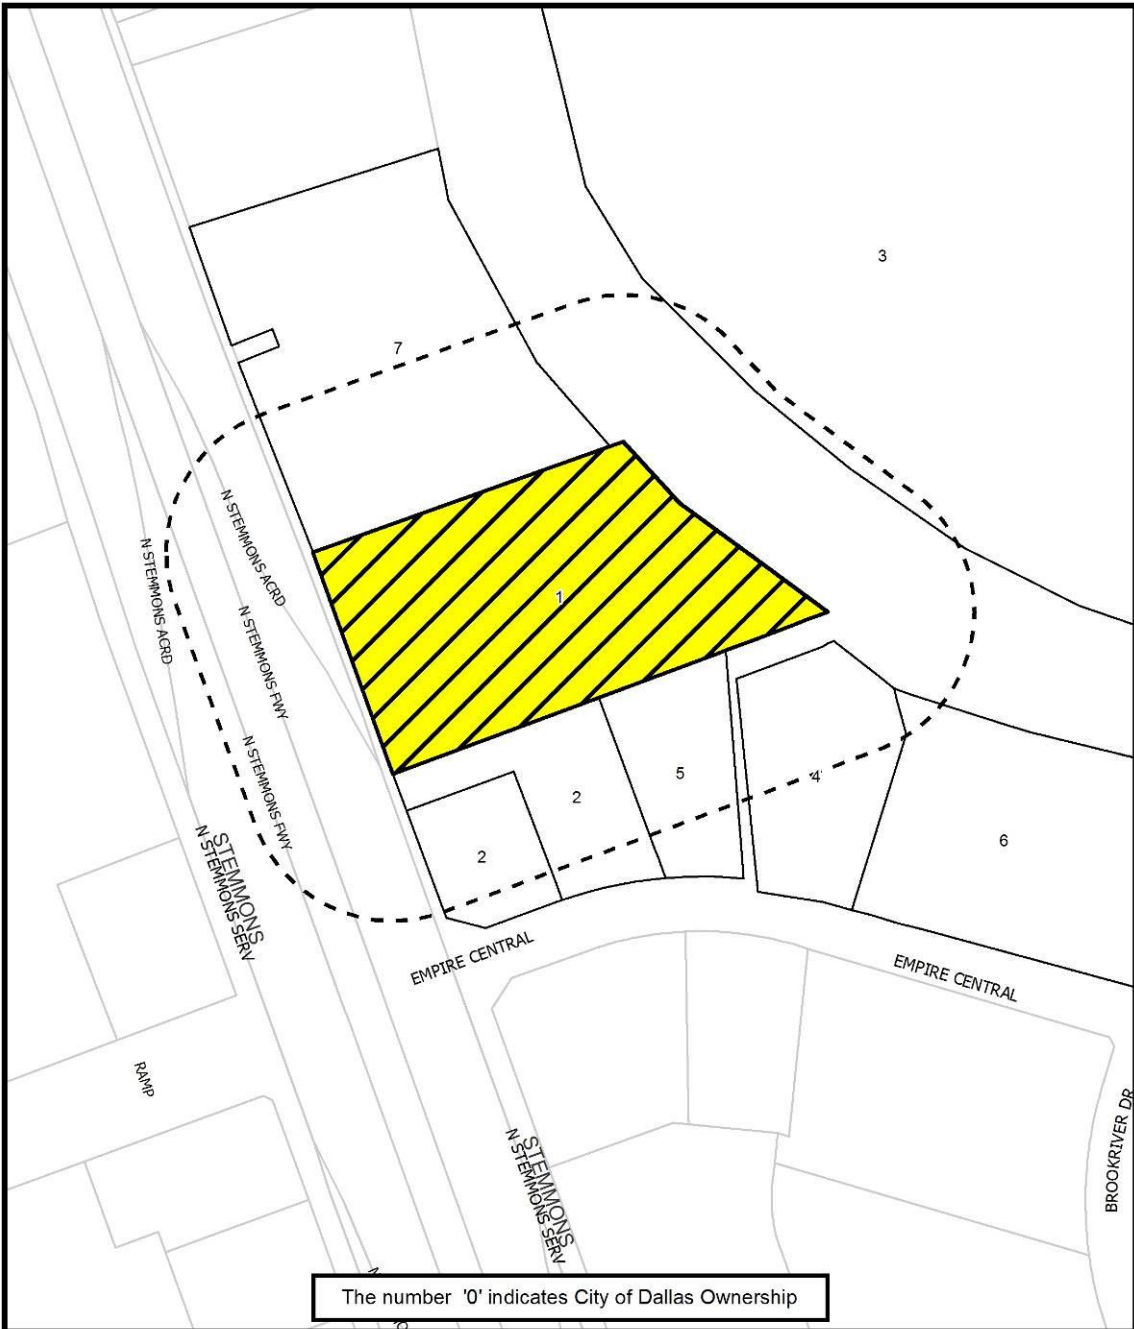 3
7
N STEMMONS ACRD
N STEMMONS ACRD
1
N STEMMONS FWY
N STEMMONS FWY
5
4
2
2
6
STEMMONS
N STEMMONS SERV
EMPIRE CENTRAL
EMPIRE CENTRAL
RAMP
BROOKRIVER DR
STEMMONS
N STEMMONS SERV
The number '0' indicates City of Dallas Ownership